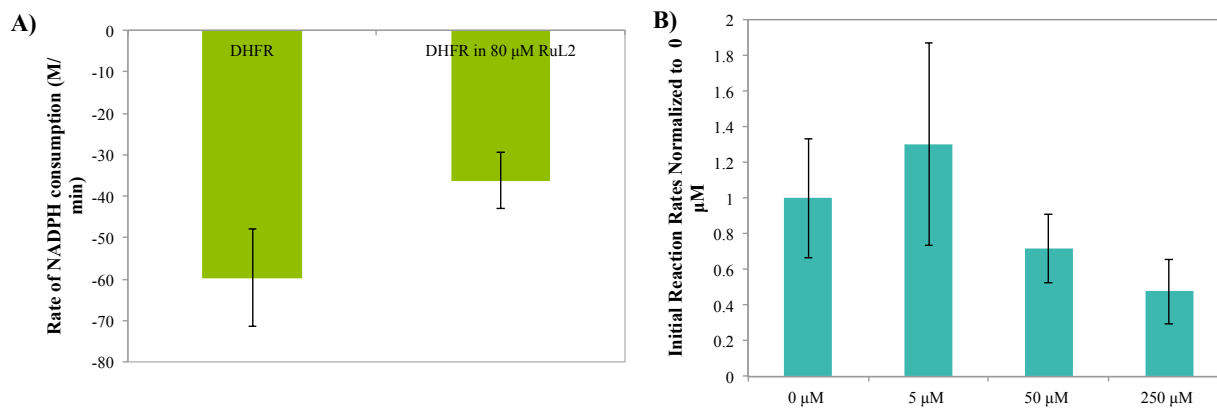 A)
Rate of NADPH consumption (M/
min)
0
-10
-20
-30
-40
-50
-60
-70
-80
DHFR
DHFR in 80 µM RuL2
B)
Initial Reaction Rates Normalized to 0
µM
2
1.8
1.6
1.4
1.2
1
0.8
0.6
0.4
0.2
0
0 µM
5 µM
50 µM
250 µM